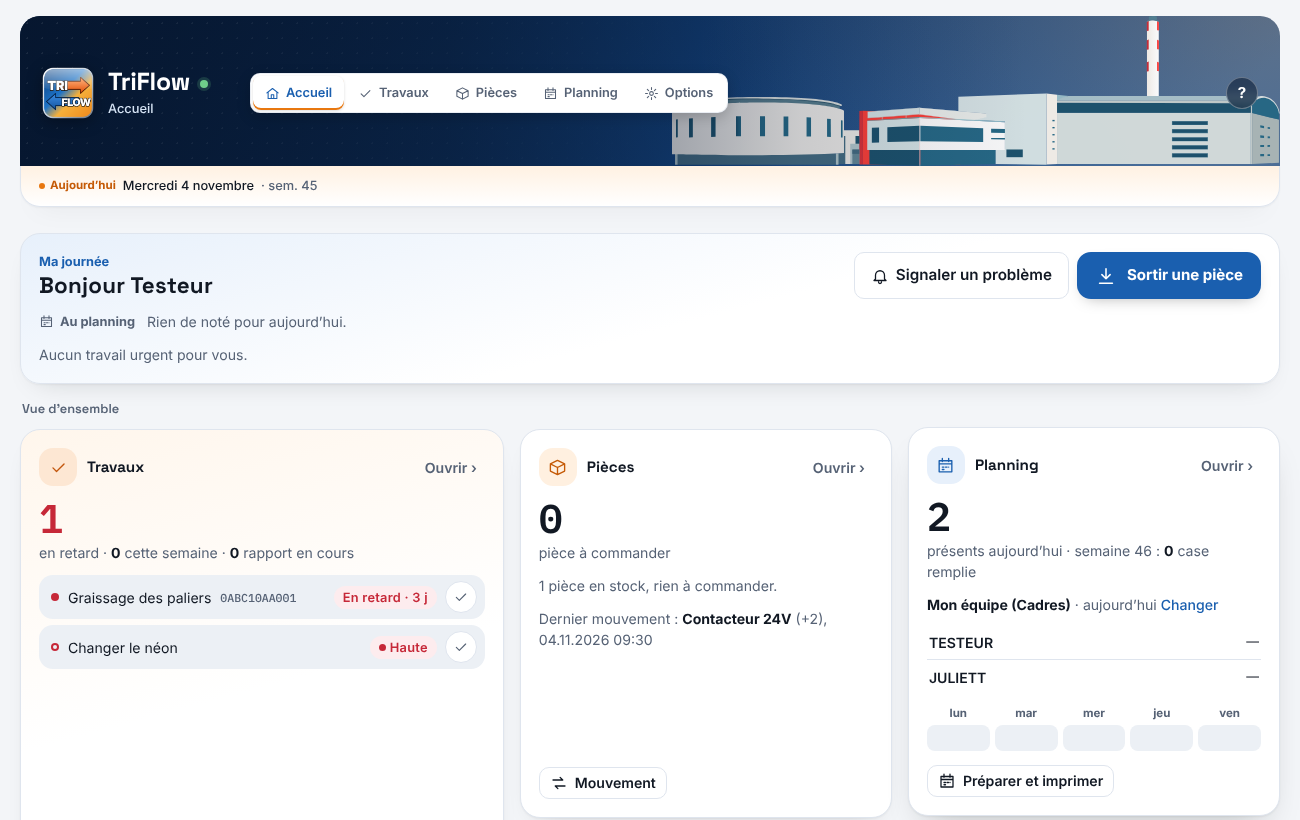 TRI
FLOW
TriFlow
Accueil
Accueil
Travaux
Pièces
Planning
Options
?
Aujourd’hui Mercredi 4 novembre · sem. 45
Ma journée
Bonjour Testeur
Signaler un problème
Sortir une pièce
Au planning Rien de noté pour aujourd’hui.
Aucun travail urgent pour vous.
Vue d’ensemble
Travaux
Ouvrir ›
1
en retard · 0 cette semaine · 0 rapport en cours
Graissage des paliers 0ABC10AA001 En retard · 3 j
Changer le néon Haute
Pièces
Ouvrir ›
0
pièce à commander
1 pièce en stock, rien à commander.
Dernier mouvement : Contacteur 24V (+2),
04.11.2026 09:30
Mouvement
Planning
Ouvrir ›
2
présents aujourd’hui · semaine 46 : 0 case
remplie
Mon équipe (Cadres) · aujourd’hui Changer
TESTEUR —
JULIETT —
lun mar mer jeu ven
Préparer et imprimer